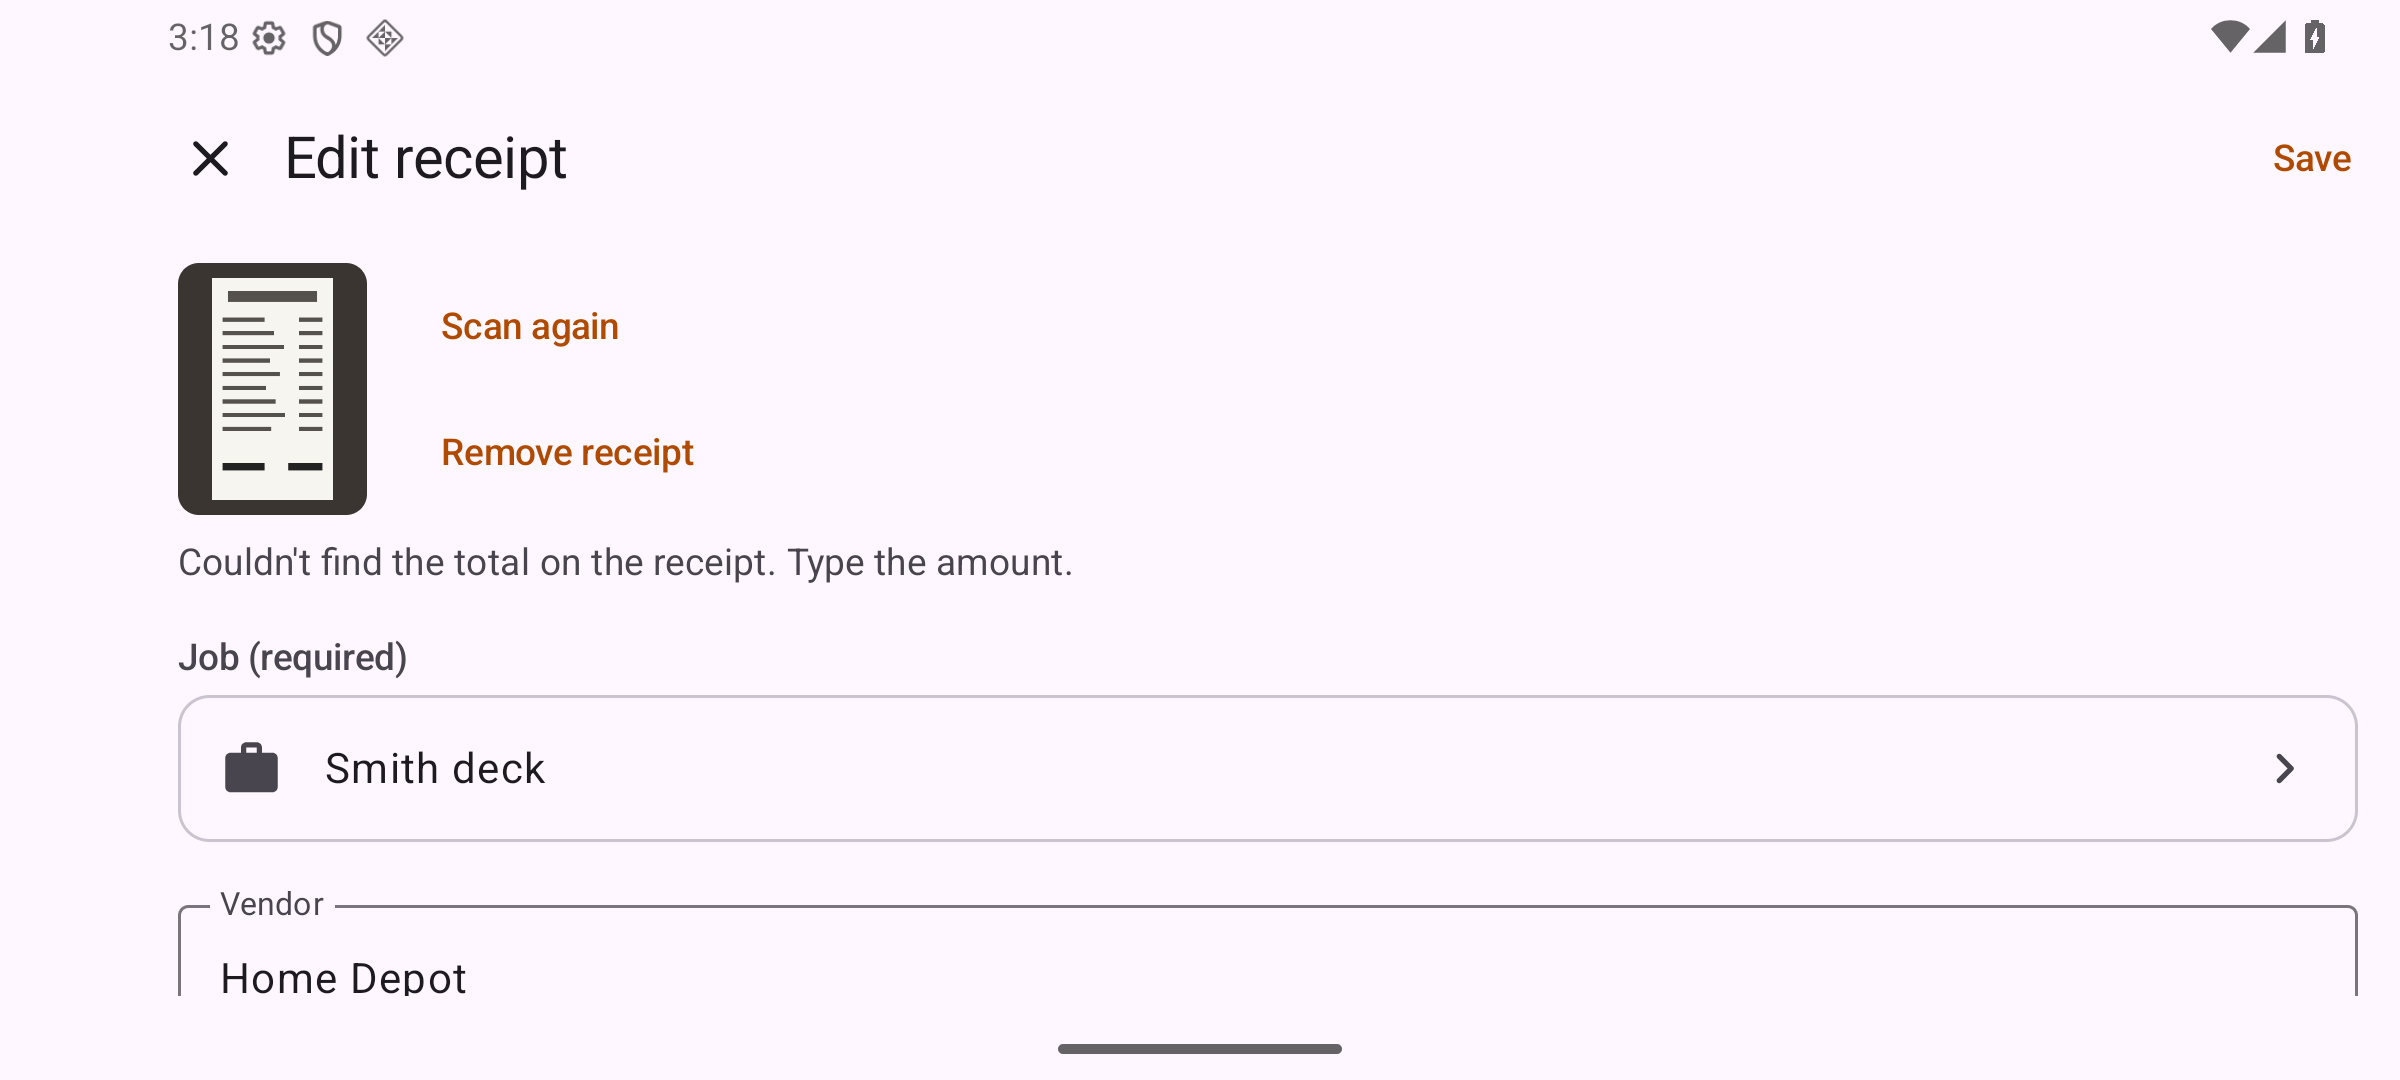 3:18
Edit receipt
Save
Scan again
Remove receipt
Couldn't find the total on the receipt. Type the amount.
Job (required)
Smith deck
Vendor
Home Depot